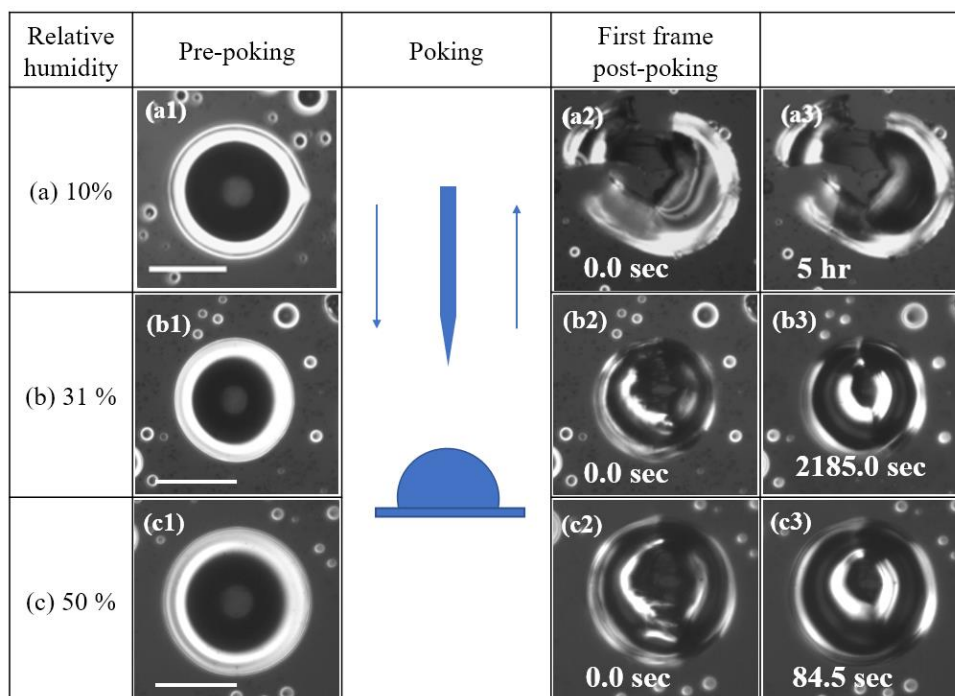 Relative
humidity
Pre-poking
Poking
First frame
post-poking
(a) 10%
(a1)
(a2)
0.0 sec
(a3)
5 hr
(b) 31 %
(b1)
(b2)
0.0 sec
(b3)
2185.0 sec
(c) 50 %
(c1)
(c2)
0.0 sec
(c3)
84.5 sec